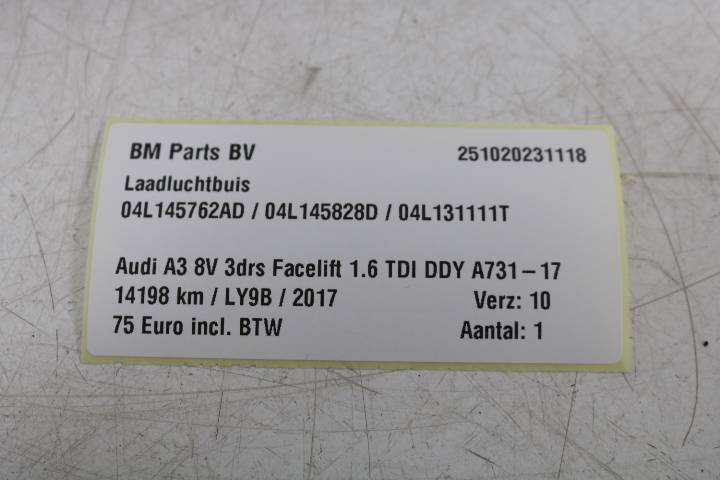 BM Parts BV 251020231118
Laadluchtbuis
04L145762AD / 04L145828D / 04L131111T
Audi A3 8V 3drs Facelift 1.6 TDI DDY A731-17
14198 km / LY9B / 2017 Verz: 10
75 Euro incl. BTW Aantal: 1